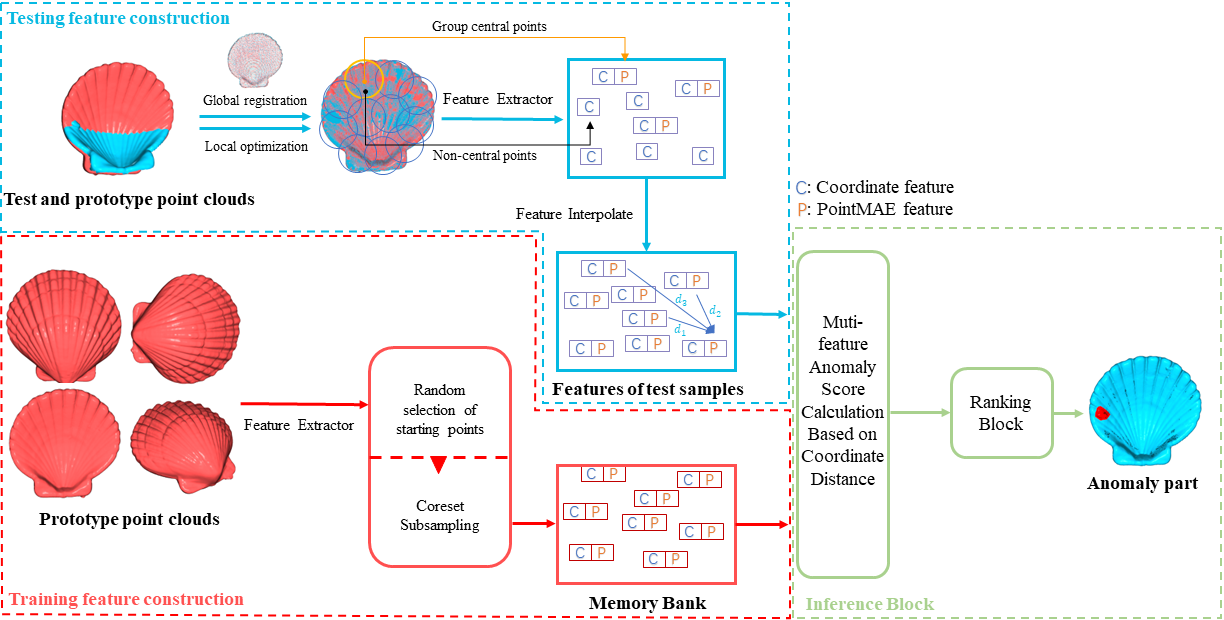 Testing feature construction
Group central points
Global registration
Local optimization
Feature Extractor
Non-central points
Test and prototype point clouds
C P
C P
C
C
C P
C
C
C
C: Coordinate feature
P: PointMAE feature
Feature Interpolate
C P
C P
C P
C P
C P
C P
C P
C P
d₃
d₂
d₁
Features of test samples
Prototype point clouds
Feature Extractor
Random
selection of
starting points
Coreset
Subsampling
C P
C P
C P
C P
C P
C P
C P
C P
Memory Bank
Training feature construction
Muti-
feature
Anomaly
Score
Calculation
Based on
Coordinate
Distance
Ranking
Block
Anomaly part
Inference Block